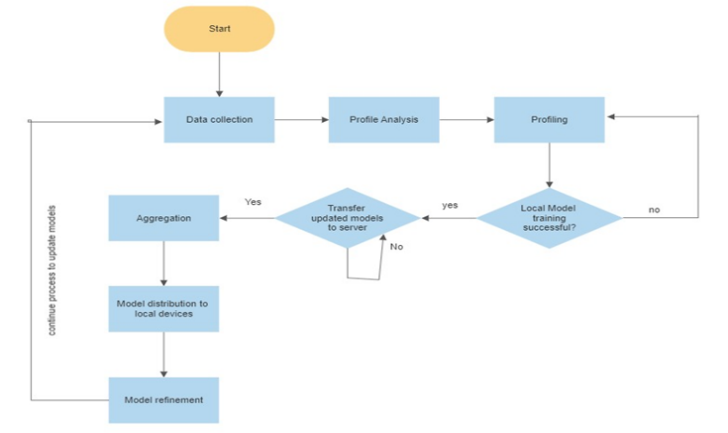 Start
Data collection
Profile Analysis
Profiling
Local Model
training
successful?
no
yes
Transfer
updated models
to server
No
Yes
Aggregation
Model distribution to
local devices
Model refinement
continue process to update models